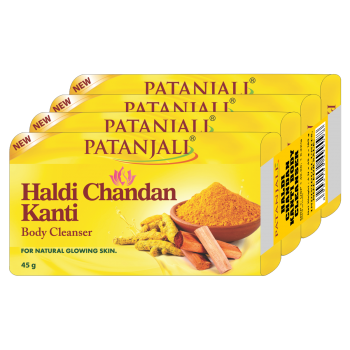 NEW
PATANJALI®
NEW
PATANJALI®
NEW
PATANJALI®
NEW
PATANJALI®
Haldi Chandan
Kanti
Body Cleanser
FOR NATURAL GLOWING SKIN.
45 g